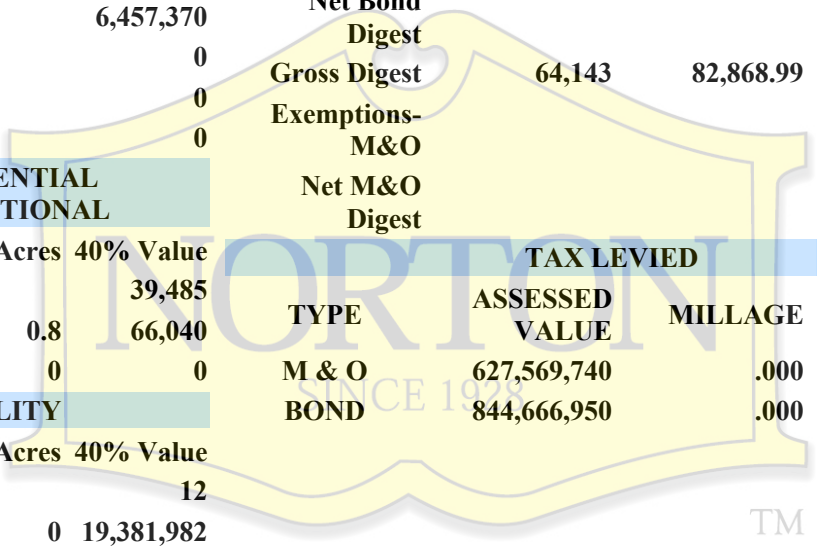 6,457,370
0
0
0
ENTIAL
TIONAL
Acres 40% Value
39,485
0.8 66,040
0 0
LITY
Acres 40% Value
12
0 19,381,982
Net Bond
Digest
Gross Digest 64,143 82,868.99
Exemptions-
M&O
Net M&O
Digest
TAX LEVIED
TYPE ASSESSED VALUE MILLAGE
M & O 627,569,740 .000
BOND 844,666,950 .000
NORTON
SINCE 1928
TM